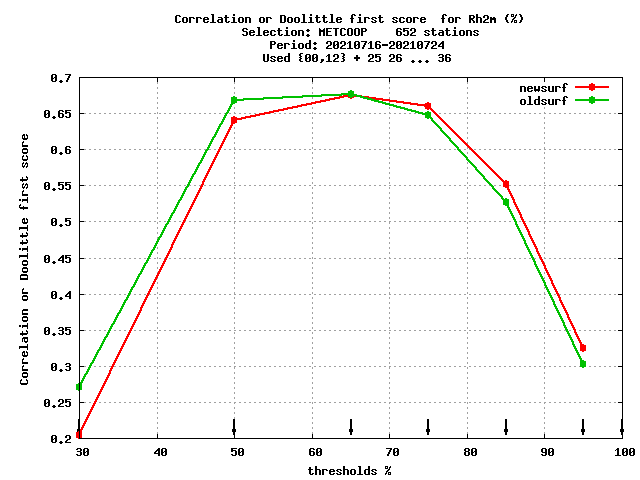 Correlation or Doolittle first score  for Rh2m (%)
Selection: METCOOP    652 stations
Period: 20210716-20210724
Used {00,12} + 25 26 ... 36
newsurf
oldsurf
Correlation or Doolittle first score
0.7
0.65
0.6
0.55
0.5
0.45
0.4
0.35
0.3
0.25
0.2
30 40 50 60 70 80 90 100
thresholds %